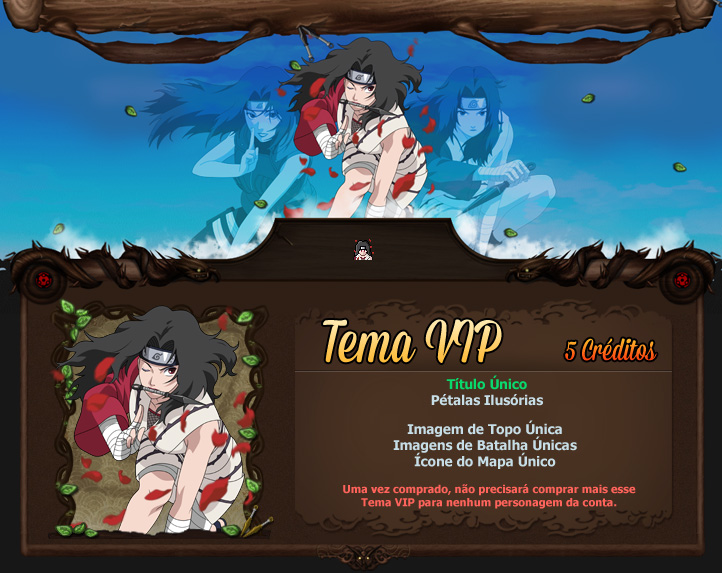 Tema VIP
5 Créditos
Título Único
Pétalas Ilusórias
Imagem de Topo Única
Imagens de Batalha Únicas
Ícone do Mapa Único
Uma vez comprado, não precisará comprar mais esse
Tema VIP para nenhum personagem da conta.